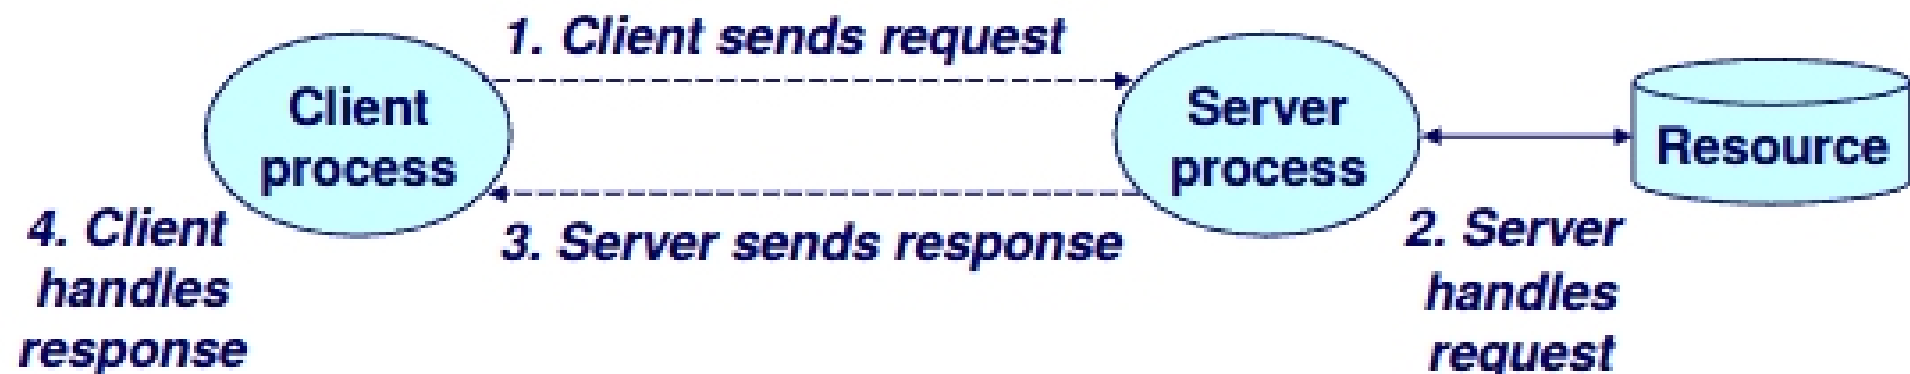 1. Client sends request
Client
process
Server
process
Resource
3. Server sends response
4. Client
handles
response
2. Server
handles
request